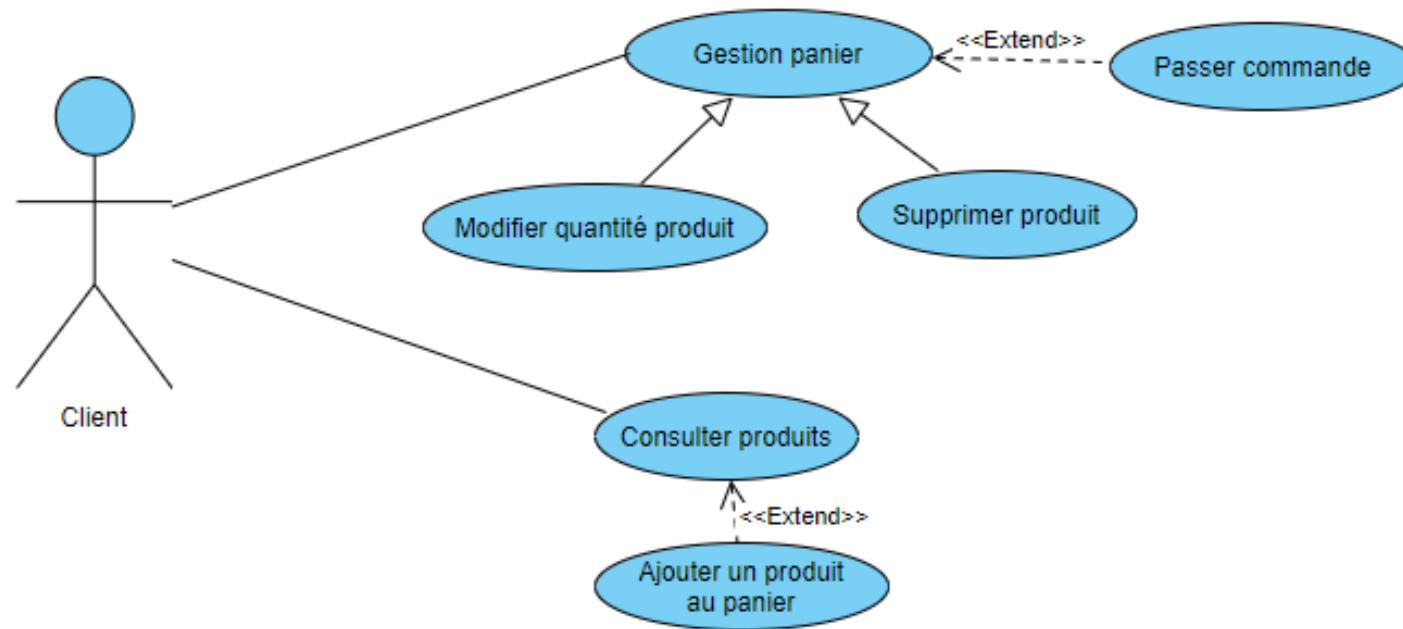 Gestion panier
<<Extend>>
Passer commande
Modifier quantité produit
Supprimer produit
Client
Consulter produits
<<Extend>>
Ajouter un produit
au panier